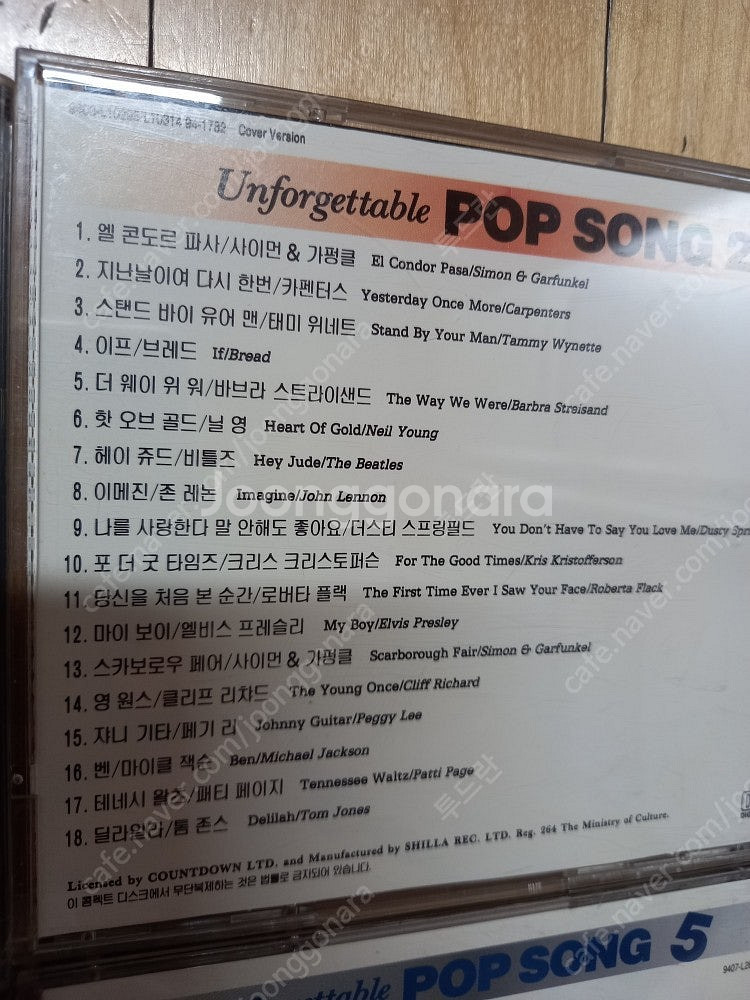 94-1782 Cover Version
Unforgettable POP SONG 2
1. 엘 콘도르 파사/사이먼 & 가펑클 El Condor Pasa/Simon & Garfunkel
2. 지난날이여 다시 한번/카펜터스 Yesterday Once More/Carpenters
3. 스탠드 바이 유어 맨/태미 위네트 Stand By Your Man/Tammy Wynette
4. 이프/브레드 If/Bread
5. 더 웨이 위 워/바브라 스트라이샌드 The Way We Were/Barbra Streisand
6. 핫 오브 골드/닐 영 Heart Of Gold/Neil Young
7. 헤이 쥬드/비틀즈 Hey Jude/The Beatles
8. 이메진/존 레논 Imagine/John Lennon
9. 나를 사랑한다 말 안해도 좋아요/더스티 스프링필드 You Don't Have To Say You Love Me/Dusty Spri
10. 포 더 굿 타임즈/크리스 크리스토퍼슨 For The Good Times/Kris Kristofferson
11. 당신을 처음 본 순간/로버타 플랙 The First Time Ever I Saw Your Face/Roberta Flack
12. 마이 보이/엘비스 프레슬리 My Boy/Elvis Presley
13. 스카보로우 페어/사이먼 & 가펑클 Scarborough Fair/Simon & Garfunkel
14. 영 원스/클리프 리차드 The Young Once/Cliff Richard
15. 쟈니 기타/페기 리 Johnny Guitar/Peggy Lee
16. 벤/마이클 잭슨 Ben/Michael Jackson
17. 테네시 왈츠/패티 페이지 Tennessee Waltz/Patti Page
18. 딜라일라/톰 존스 Delilah/Tom Jones
Licensed by COUNTDOWN LTD. and Manufactured by SHILLA REC. LTD. Reg. 264 The Ministry of Culture.
이 콤팩트 디스크에서 무단복제하는 것은 법률로 금지되어 있습니다.
Joonggonara
투드란
cafe.naver.com/joonggonara
ttable POP SONG 5